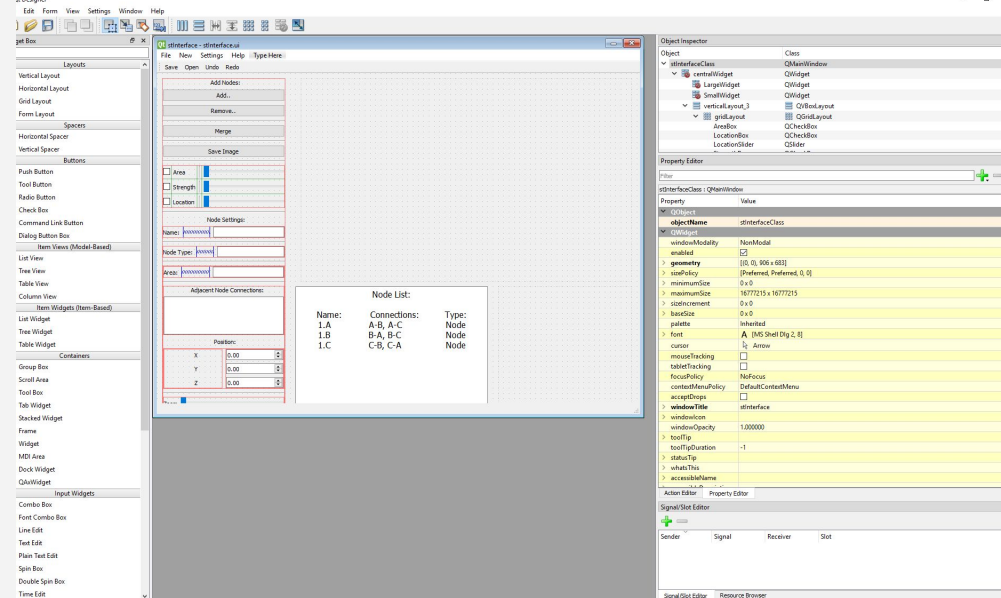 Edit Form View Settings Window Help
Layouts
Vertical Layout
Horizontal Layout
Grid Layout
Form Layout
Spacers
Horizontal Spacer
Vertical Spacer
Buttons
Push Button
Tool Button
Radio Button
Check Box
Command Link Button
Dialog Button Box
Item Views (Model-Based)
List View
Tree View
Table View
Column View
Item Widgets (Item-Based)
List Widget
Tree Widget
Table Widget
Containers
Group Box
Scroll Area
Tool Box
Tab Widget
Stacked Widget
Frame
Widget
MDI Area
Dock Widget
QAxWidget
Input Widgets
Combo Box
Font Combo Box
Line Edit
Text Edit
Plain Text Edit
Spin Box
Double Spin Box
Time Edit
stInterface - stInterface.ui
File New Settings Help Type Here
Save Open Undo Redo
Add Nodes:
Add..
Remove...
Merge
Save Image
Area
Strength
Location
Node Settings:
Name:
Node Type:
Area:
Adjacent Node Connections:
Position:
X 0.00
Y 0.00
Z 0.00
Node List:
Name: Connections: Type:
1.A A-B, A-C Node
1.B B-A, B-C Node
1.C C-B, C-A Node
Object Inspector
Object Class
stInterfaceClass QMainWindow
centralWidget QWidget
LargeWidget QWidget
SmallWidget QWidget
verticalLayout_3 QVBoxLayout
gridLayout QGridLayout
AreaBox QCheckBox
LocationBox QCheckBox
LocationSlider QSlider
Property Editor
Filter
stInterfaceClass : QMainWindow
Property Value
QObject
objectName stInterfaceClass
QWidget
windowModality NonModal
enabled
geometry [(0, 0), 906 x 683]
sizePolicy [Preferred, Preferred, 0, 0]
minimumSize 0 x 0
maximumSize 16777215 x 16777215
sizeIncrement 0 x 0
baseSize 0 x 0
palette Inherited
font A [MS Shell Dlg 2, 8]
cursor Arrow
mouseTracking
tabletTracking
focusPolicy NoFocus
contextMenuPolicy DefaultContextMenu
acceptDrops
windowTitle stInterface
windowIcon
windowOpacity 1.000000
toolTip
toolTipDuration -1
statusTip
whatsThis
accessibleName
Action Editor Property Editor
Signal/Slot Editor
Sender Signal Receiver Slot
Signal/Slot Editor Resource Browser